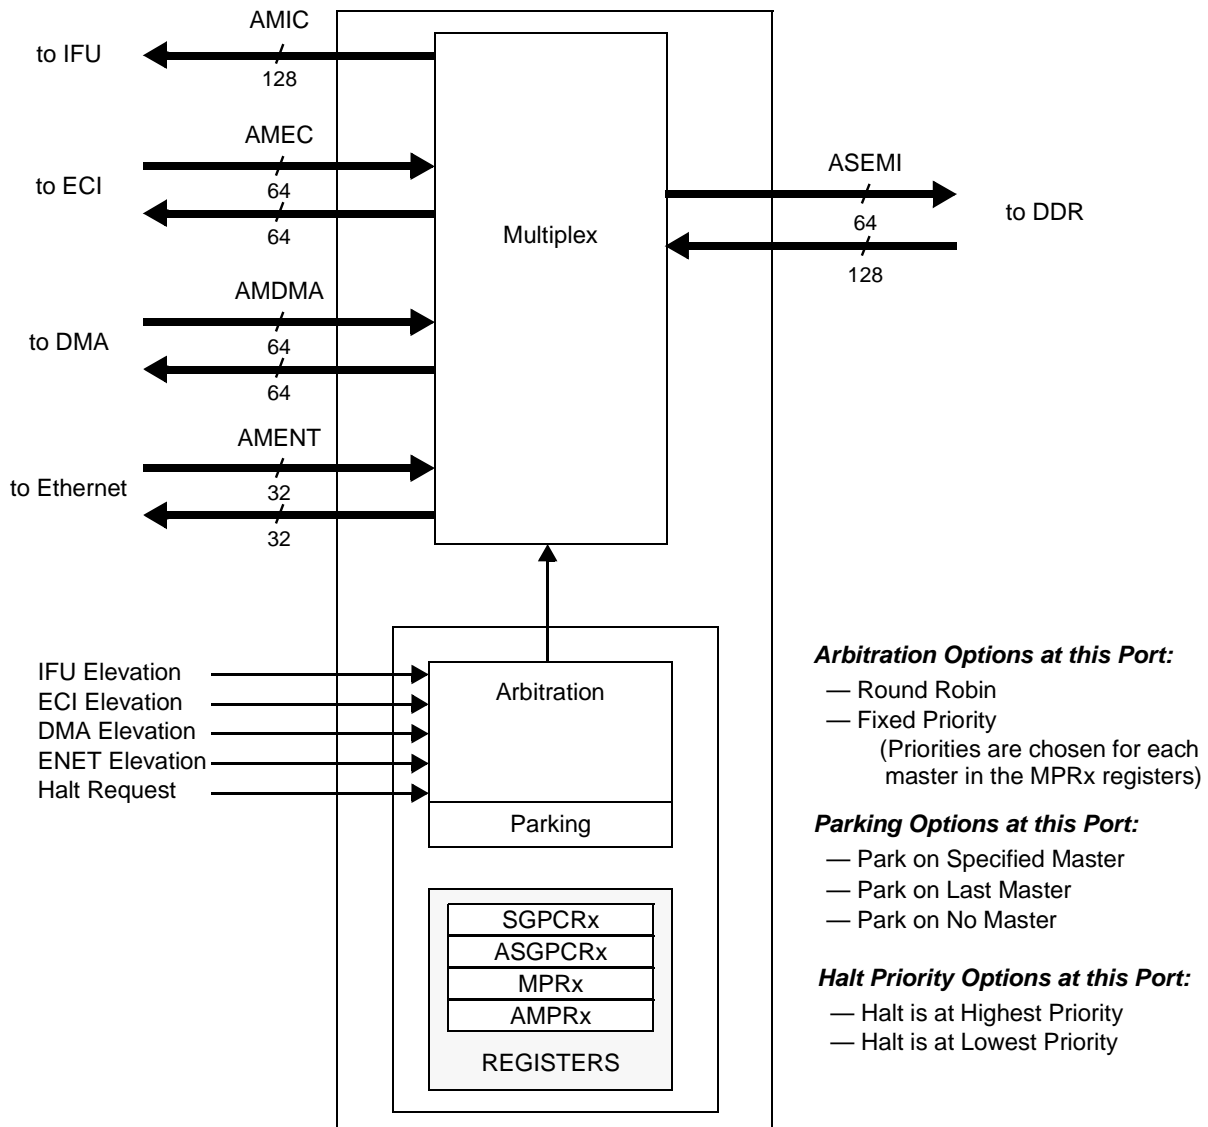 AMIC
to IFU
128
AMEC
to ECI
64
64
AMDMA
to DMA
64
64
AMENT
to Ethernet
32
32
Multiplex
ASEMI
64
128
to DDR
IFU Elevation
ECI Elevation
DMA Elevation
ENET Elevation
Halt Request
Arbitration
Parking
SGPCRx
ASGPCRx
MPRx
AMPRx
REGISTERS
Arbitration Options at this Port:
— Round Robin
— Fixed Priority
(Priorities are chosen for each
master in the MPRx registers)
Parking Options at this Port:
— Park on Specified Master
— Park on Last Master
— Park on No Master
Halt Priority Options at this Port:
— Halt is at Highest Priority
— Halt is at Lowest Priority